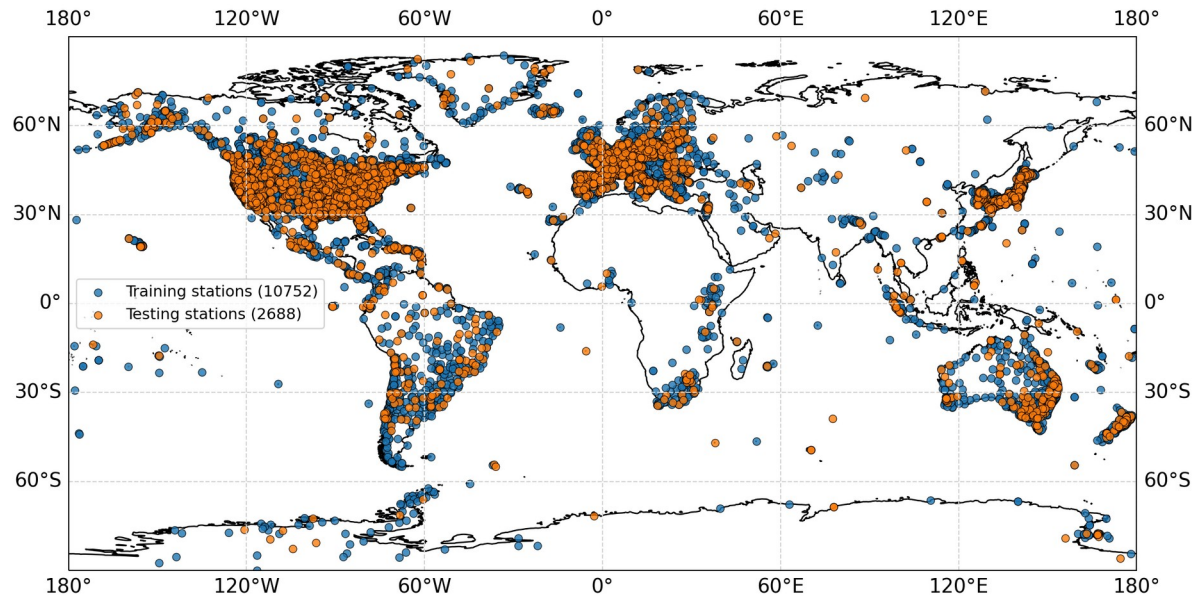 180° 120°W 60°W 0° 60°E 120°E 180°
60°N 60°N
30°N 30°N
Training stations (10752)
0° 0°
Testing stations (2688)
30°S 30°S
60°S 60°S
180° 120°W 60°W 0° 60°E 120°E 180°